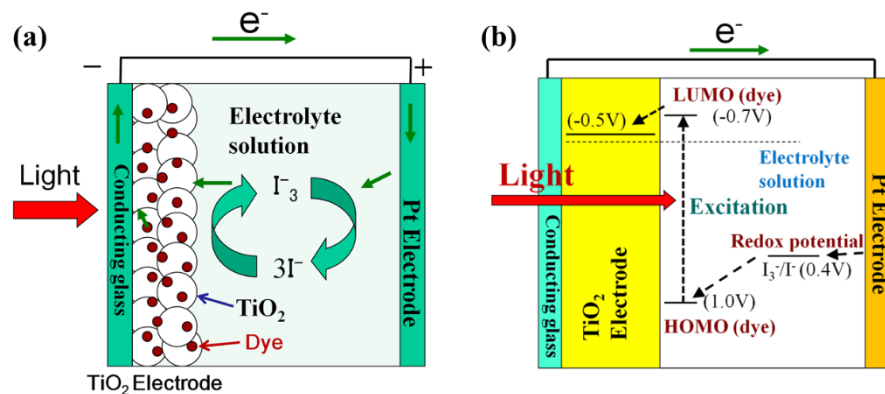 (a)
e⁻
−
+
Electrolyte
solution
Light
Conducting glass
I⁻₃
3I⁻
Pt Electrode
TiO₂
Dye
TiO₂ Electrode
(b)
e⁻
LUMO (dye)
(-0.5V)
(-0.7V)
Electrolyte
solution
Light
Excitation
Redox potential
I₃⁻/I⁻ (0.4V)
(1.0V)
HOMO (dye)
Conducting glass
TiO₂
Electrode
Pt Electrode